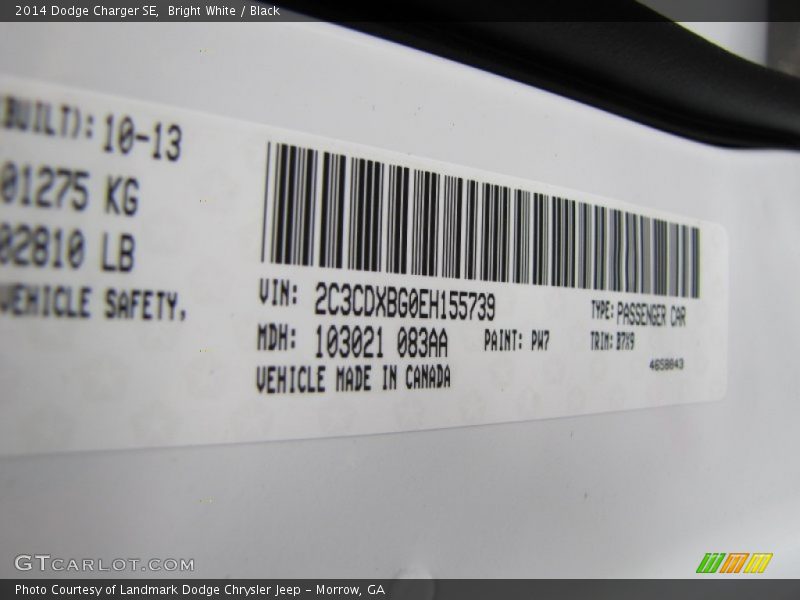 2014 Dodge Charger SE, Bright White / Black
(BUILT): 10-13
01275 KG
02810 LB
VEHICLE SAFETY,
VIN: 2C3CDXBG0EH155739
TYPE: PASSENGER CAR
MDH: 103021 083AA
PAINT: PW7
TRIM: B7X9
VEHICLE MADE IN CANADA
4658043
GTCARLOT.COM
Photo Courtesy of Landmark Dodge Chrysler Jeep – Morrow, GA